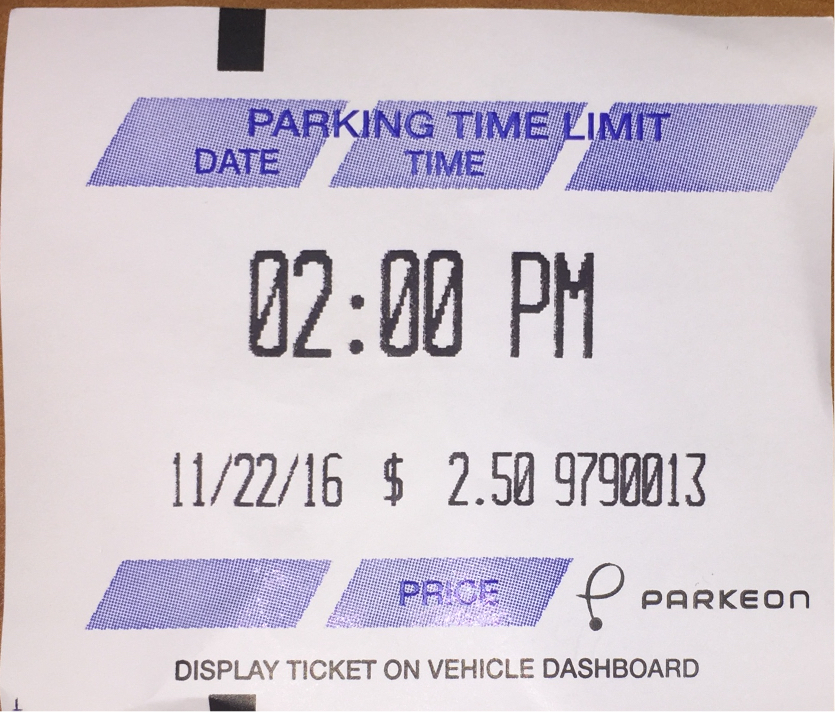 PARKING TIME LIMIT
DATE TIME
02:00 PM
11/22/16 $ 2.50 9790013
PRICE
PARKEON
DISPLAY TICKET ON VEHICLE DASHBOARD